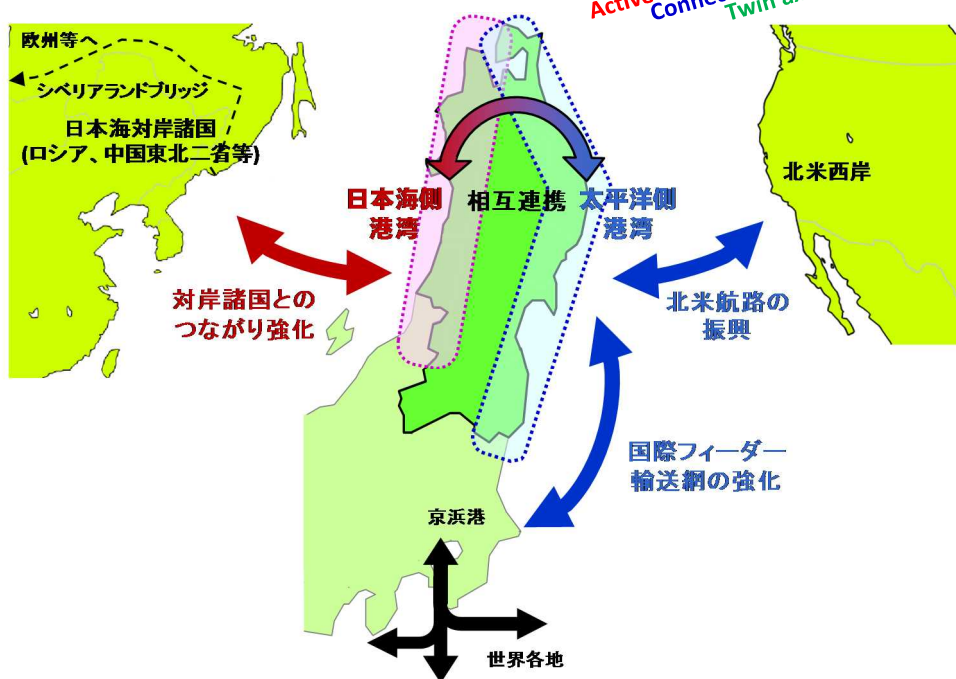 Active
Connec
Twin a
欧州等へ
シベリアランドブリッジ
日本海対岸諸国
(ロシア、中国東北二省等)
北米西岸
日本海側
港湾
相互連携
太平洋側
港湾
対岸諸国との
つながり強化
北米航路の
振興
国際フィーダー
輸送網の強化
京浜港
世界各地